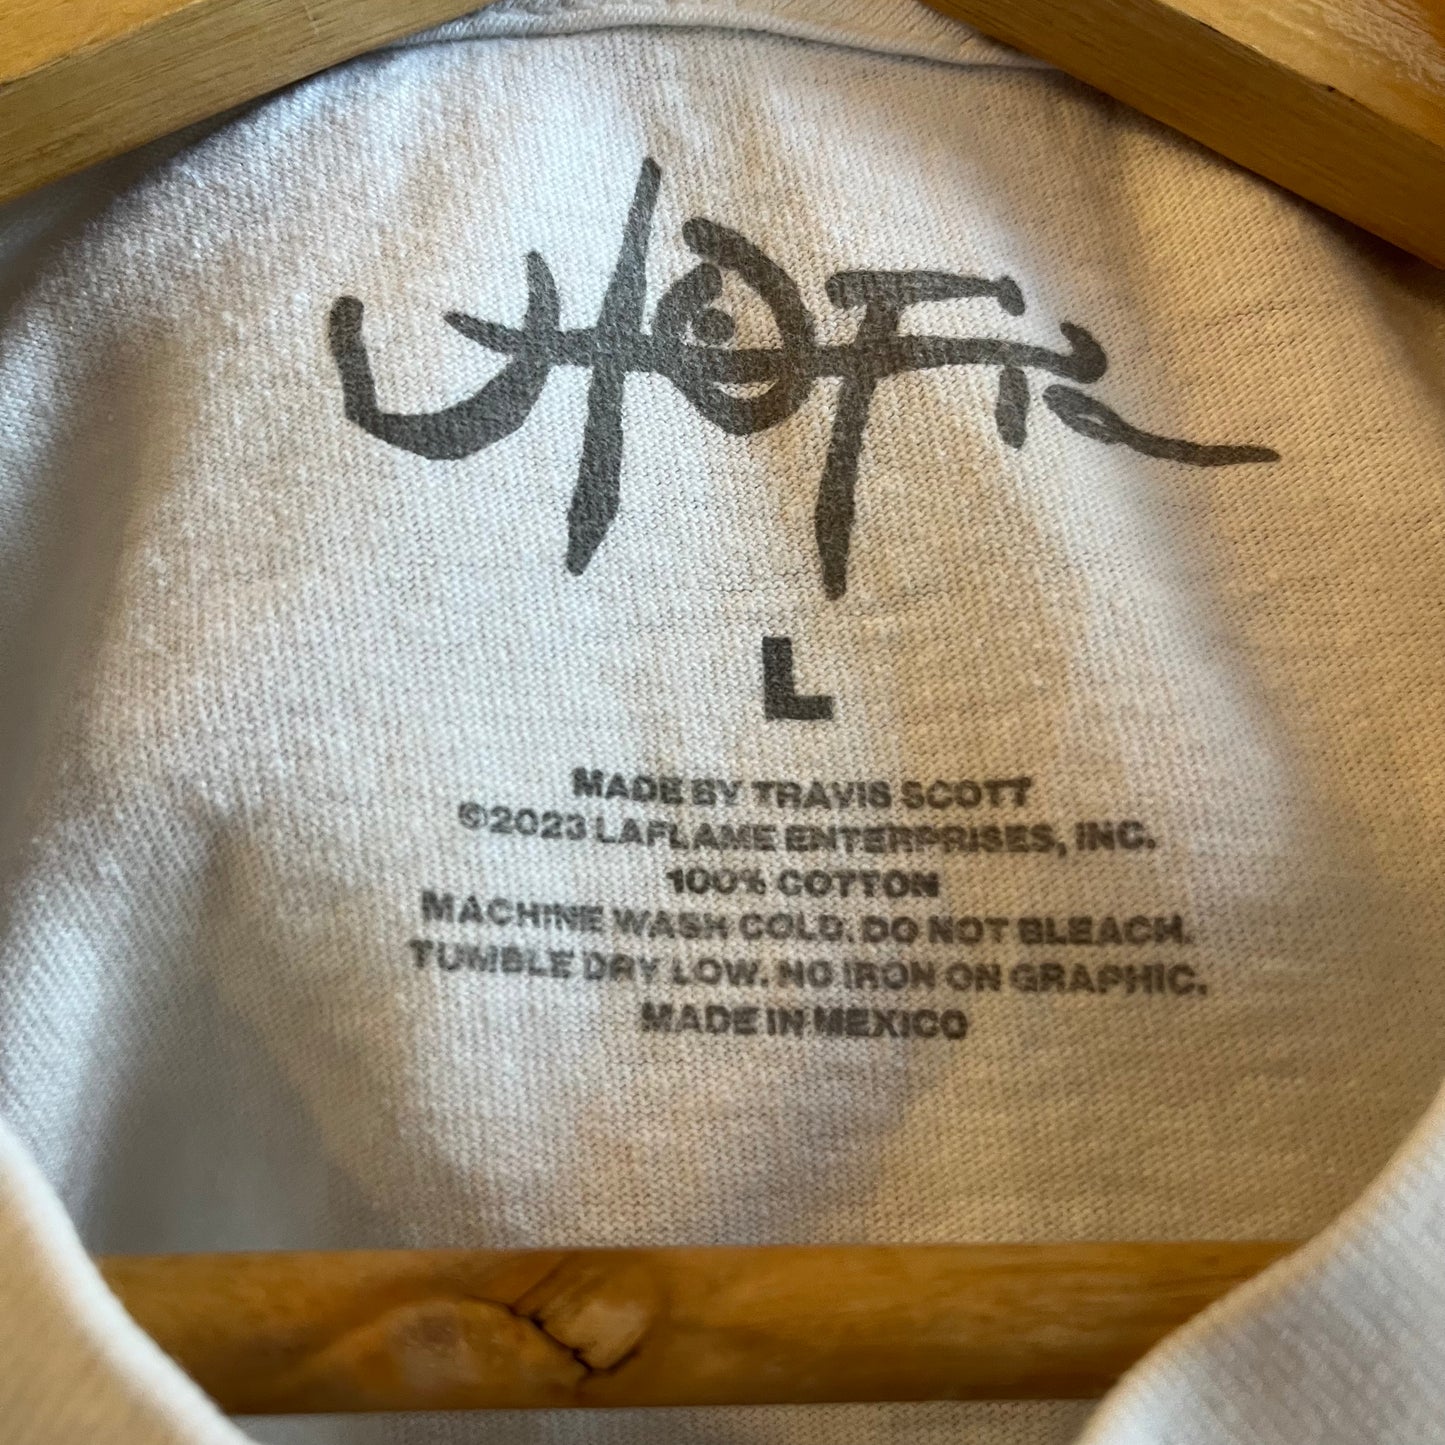 UTOPIA
L
MADE BY TRAVIS SCOTT
©2023 LAFLAME ENTERPRISES, INC.
100% COTTON
MACHINE WASH COLD. DO NOT BLEACH.
TUMBLE DRY LOW. NO IRON ON GRAPHIC.
MADE IN MEXICO